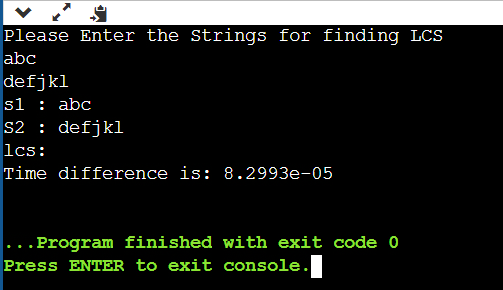 Please Enter the Strings for finding LCS
abc
defjkl
s1 : abc
S2 : defjkl
lcs:
Time difference is: 8.2993e-05
...Program finished with exit code 0
Press ENTER to exit console.